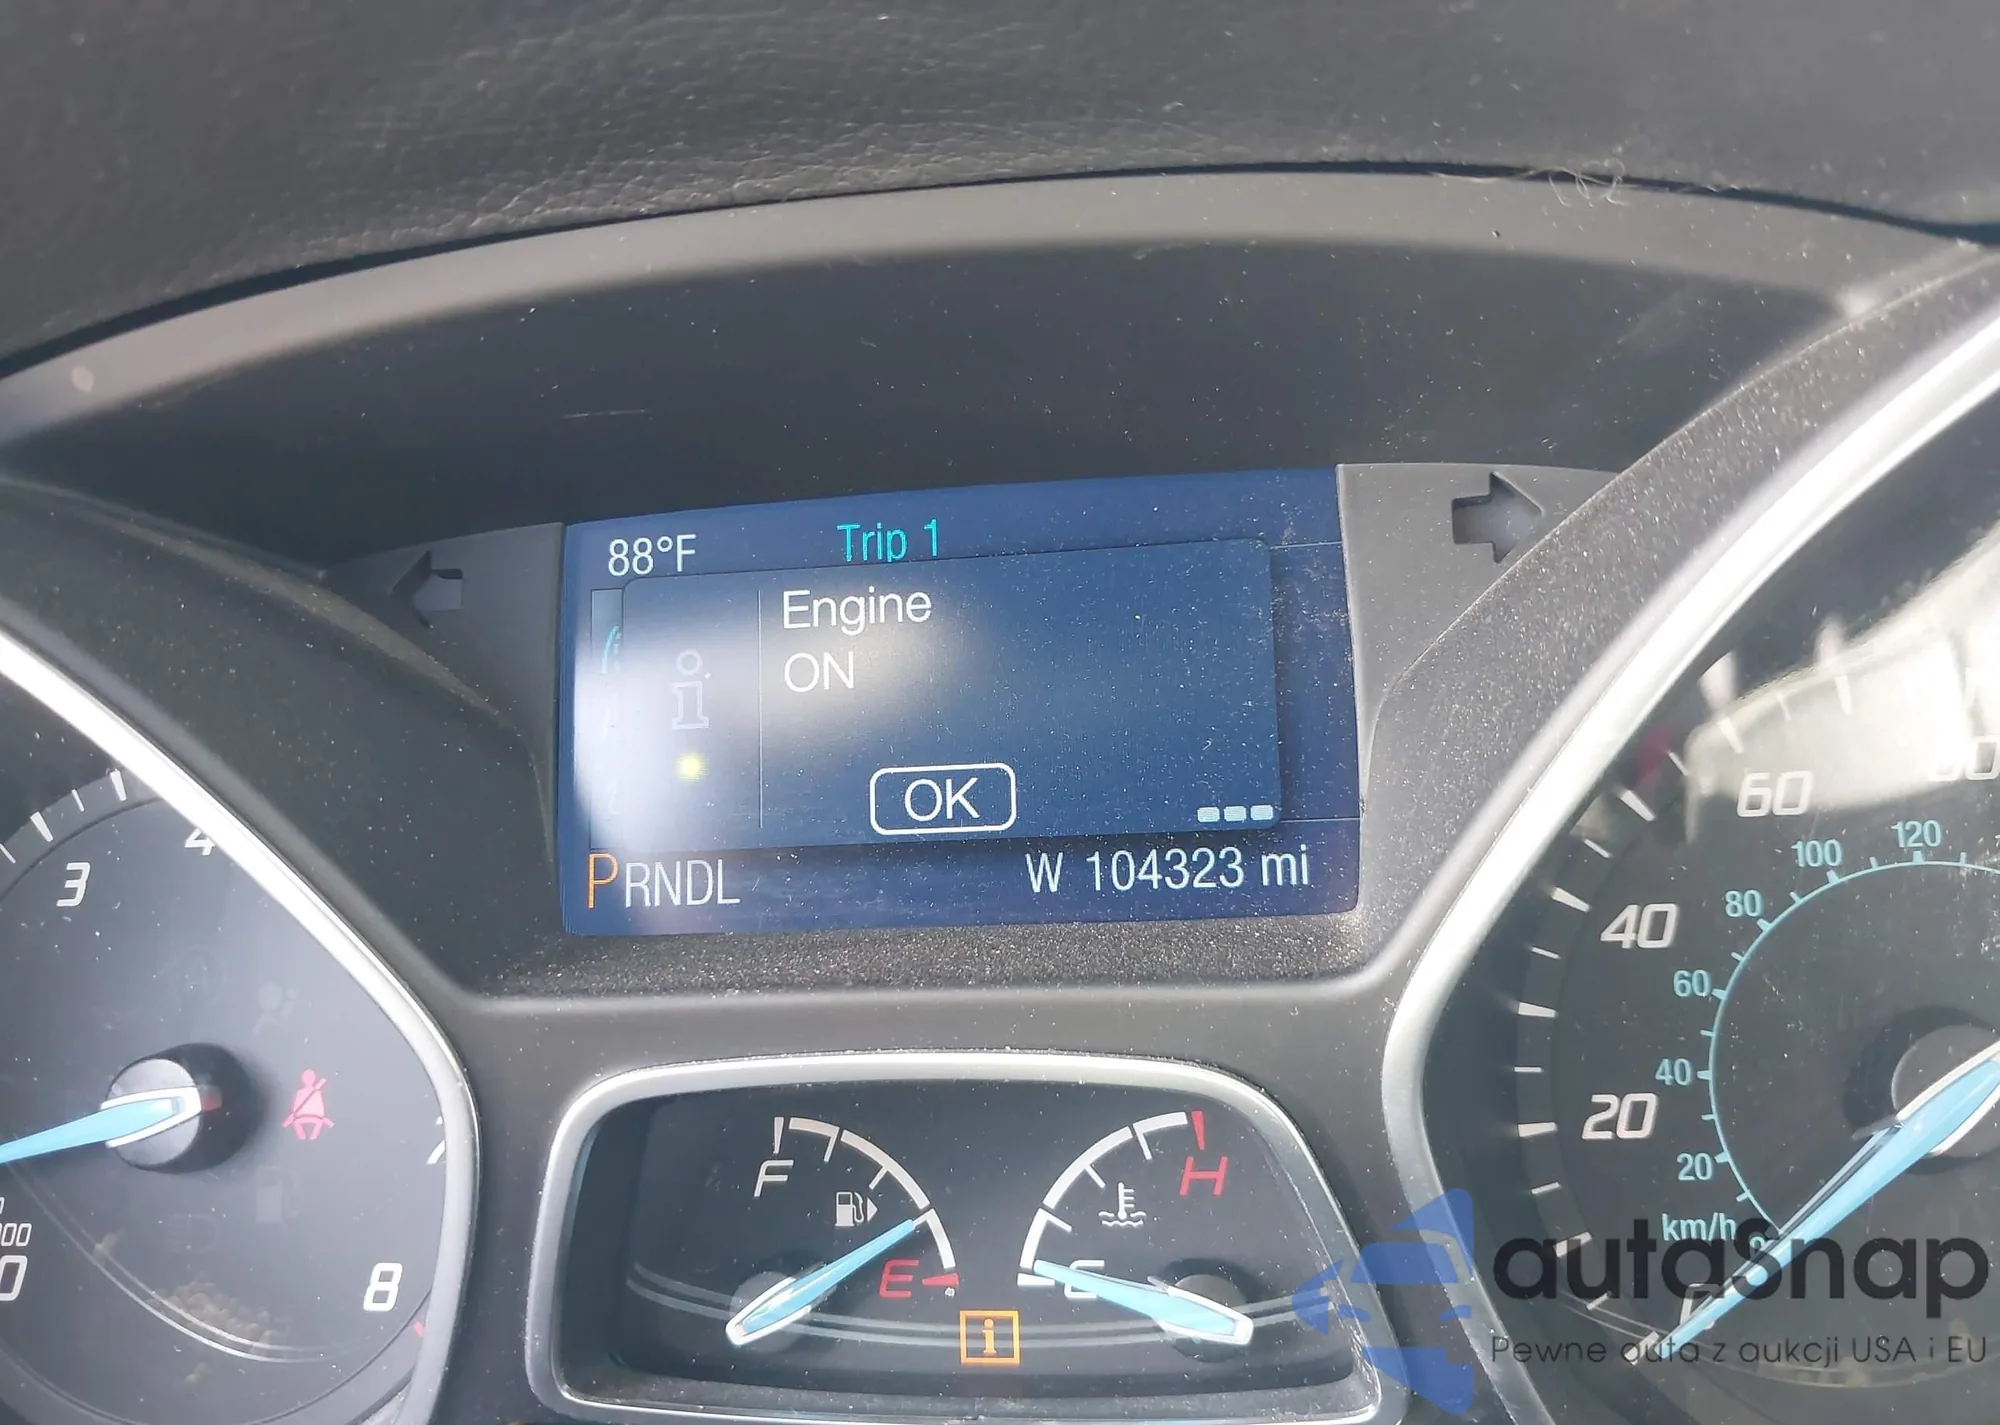 88°F Trip 1
Engine
ON
OK
PRNDL W 104323 mi
3
4
7
8
F
E
H
C
i
60
40
20
120
100
80
60
40
20
km/h
autaSnap
Pewne auta z aukcji USA i EU